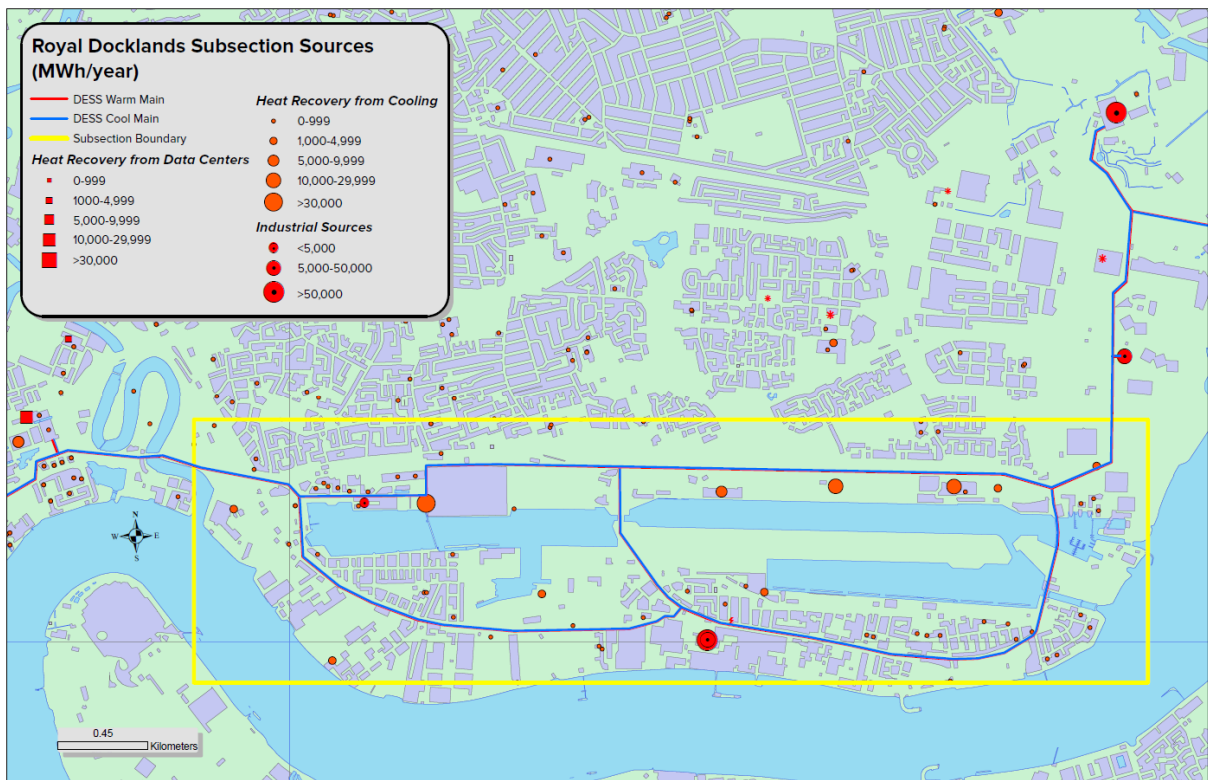 Royal Docklands Subsection Sources
(MWh/year)
DESS Warm Main
DESS Cool Main
Subsection Boundary
Heat Recovery from Data Centers
0-999
1000-4,999
5,000-9,999
10,000-29,999
>30,000
Heat Recovery from Cooling
0-999
1,000-4,999
5,000-9,999
10,000-29,999
>30,000
Industrial Sources
<5,000
5,000-50,000
>50,000
N
W
E
S
0.45
Kilometers